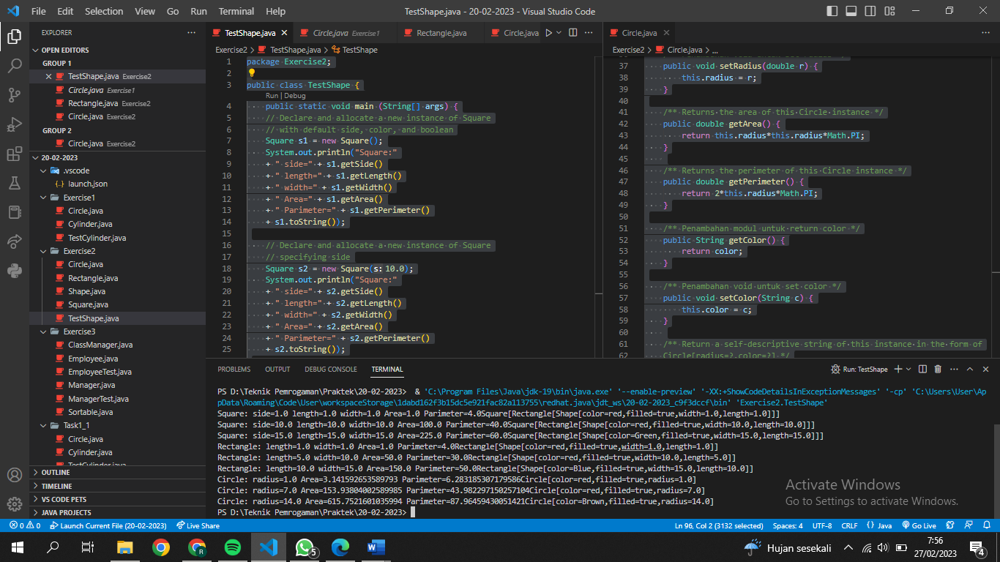 File Edit Selection View Go Run Terminal Help
TestShape.java - 20-02-2023 - Visual Studio Code
EXPLORER
OPEN EDITORS
GROUP 1
TestShape.java Exercise2
Circle.java Exercise1
Rectangle.java Exercise2
Circle.java Exercise2
GROUP 2
Circle.java Exercise2
20-02-2023
.vscode
{} launch.json
Exercise1
Circle.java
Cylinder.java
TestCylinder.java
Exercise2
Circle.java
Rectangle.java
Shape.java
Square.java
TestShape.java
Exercise3
ClassManager.java
Employee.java
EmployeeTest.java
Manager.java
ManagerTest.java
Sortable.java
Task1_1
Circle.java
Cylinder.java
TestCylinder.java
OUTLINE
TIMELINE
VS CODE PETS
JAVA PROJECTS
TestShape.java Circle.java Exercise1 Rectangle.java Circle.java
Exercise2 > TestShape.java > TestShape
1 package Exercise2;
2
3 public class TestShape {
Run | Debug
4 public static void main (String[] args) {
5 // Declare and allocate a new instance of Square
6 // with default side, color, and boolean
7 Square s1 = new Square();
8 System.out.println("Square:"
9 + " side=" + s1.getSide()
10 + " length=" + s1.getLength()
11 + " width=" + s1.getWidth()
12 + " Area=" + s1.getArea()
13 + " Parimeter=" + s1.getPerimeter()
14 + s1.toString());
15
16 // Declare and allocate a new instance of Square
17 // specifying side
18 Square s2 = new Square(s: 10.0);
19 System.out.println("Square:"
20 + " side=" + s2.getSide()
21 + " length=" + s2.getLength()
22 + " width=" + s2.getWidth()
23 + " Area=" + s2.getArea()
24 + " Parimeter=" + s2.getPerimeter()
25 + s2.toString());
Circle.java
Exercise2 > Circle.java > ...
37 public void setRadius(double r) {
38 this.radius = r;
39 }
40
41 /** Returns the area of this Circle instance */
42 public double getArea() {
43 return this.radius*this.radius*Math.PI;
44 }
45
46 /** Returns the perimeter of this Circle instance */
47 public double getPerimeter() {
48 return 2*this.radius*Math.PI;
49 }
50
51 /** Penambahan modul untuk return color */
52 public String getColor() {
53 return color;
54 }
55
56 /** Penambahan void untuk set color */
57 public void setColor(String c) {
58 this.color = c;
59 }
60
61 /** Return a self-descriptive string of this instance in the form of
62 Circle[radius=?,color=?] */
PROBLEMS OUTPUT DEBUG CONSOLE TERMINAL
Run: TestShape
PS D:\Teknik Pemrogaman\Praktek\20-02-2023> & 'C:\Program Files\Java\jdk-19\bin\java.exe' '--enable-preview' '-XX:+ShowCodeDetailsInExceptionMessages' '-cp' 'C:\Users\User\Ap
pData\Roaming\Code\User\workspaceStorage\1dabd162f3b15dc5e921fac82a113755\redhat.java\jdt_ws\20-02-2023_c9f3dccf\bin' 'Exercise2.TestShape'
Square: side=1.0 length=1.0 width=1.0 Area=1.0 Parimeter=4.0Square[Rectangle[Shape[color=red,filled=true,width=1.0,length=1.0]]]
Square: side=10.0 length=10.0 width=10.0 Area=100.0 Parimeter=40.0Square[Rectangle[Shape[color=red,filled=true,width=10.0,length=10.0]]]
Square: side=15.0 length=15.0 width=15.0 Area=225.0 Parimeter=60.0Square[Rectangle[Shape[color=Green,filled=true,width=15.0,length=15.0]]]
Rectangle: length=1.0 width=1.0 Area=1.0 Parimeter=4.0Rectangle[Shape[color=red,filled=true,width=1.0,length=1.0]]
Rectangle: length=5.0 width=10.0 Area=50.0 Parimeter=30.0Rectangle[Shape[color=red,filled=true,width=10.0,length=5.0]]
Rectangle: length=10.0 width=15.0 Area=150.0 Parimeter=50.0Rectangle[Shape[color=Blue,filled=true,width=15.0,length=10.0]]
Circle: radius=1.0 Area=3.141592653589793 Parimeter=6.283185307179586Circle[color=red,filled=true,radius=1.0]
Circle: radius=7.0 Area=153.93804002589985 Parimeter=43.982297150257104Circle[color=red,filled=true,radius=7.0]
Circle: radius=14.0 Area=615.7521601035994 Parimeter=87.96459430051421Circle[color=Brown,filled=true,radius=14.0]
PS D:\Teknik Pemrogaman\Praktek\20-02-2023>
Activate Windows
Go to Settings to activate Windows.
0 0 Launch Current File (20-02-2023) Live Share
Ln 96, Col 2 (3132 selected) Spaces: 4 UTF-8 CRLF {} Java Go Live
5
Hujan sesekali
7:56
27/02/2023
4